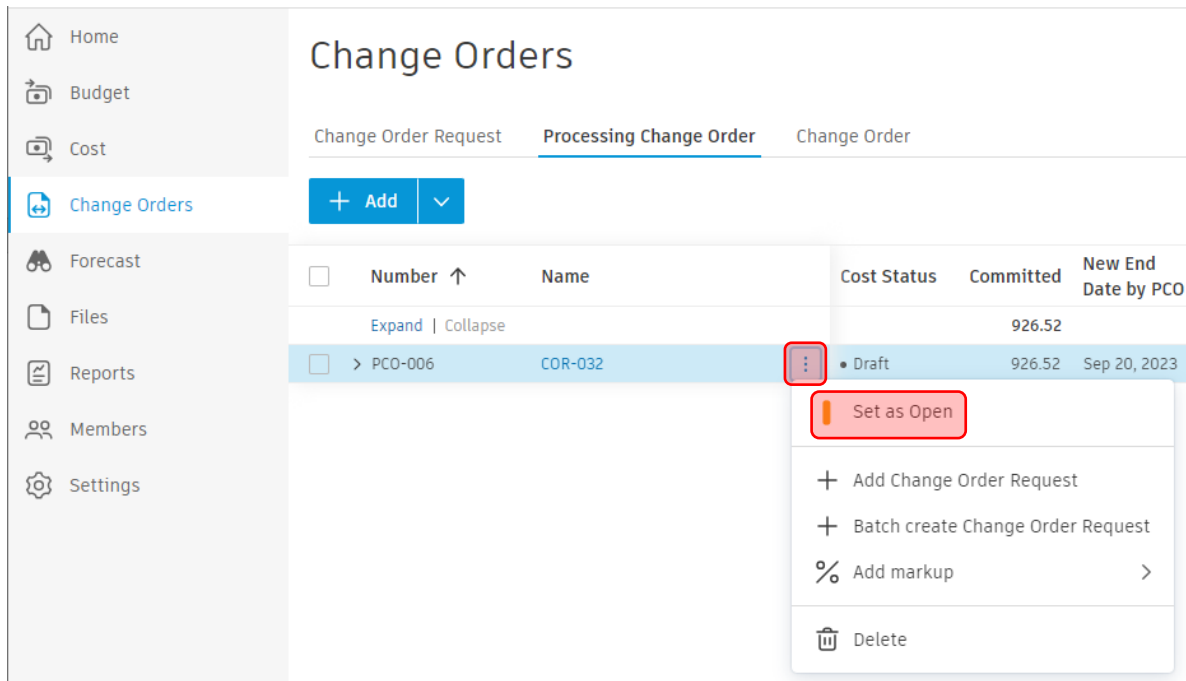 Home
Budget
Cost
Change Orders
Forecast
Files
Reports
Members
Settings
Change Orders
Change Order Request Processing Change Order Change Order
+ Add
Number ↑ Name Cost Status Committed New End
Date by PCO
Expand | Collapse 926.52
> PCO-006 COR-032 ⋮ • Draft 926.52 Sep 20, 2023
Set as Open
+ Add Change Order Request
+ Batch create Change Order Request
% Add markup >
Delete